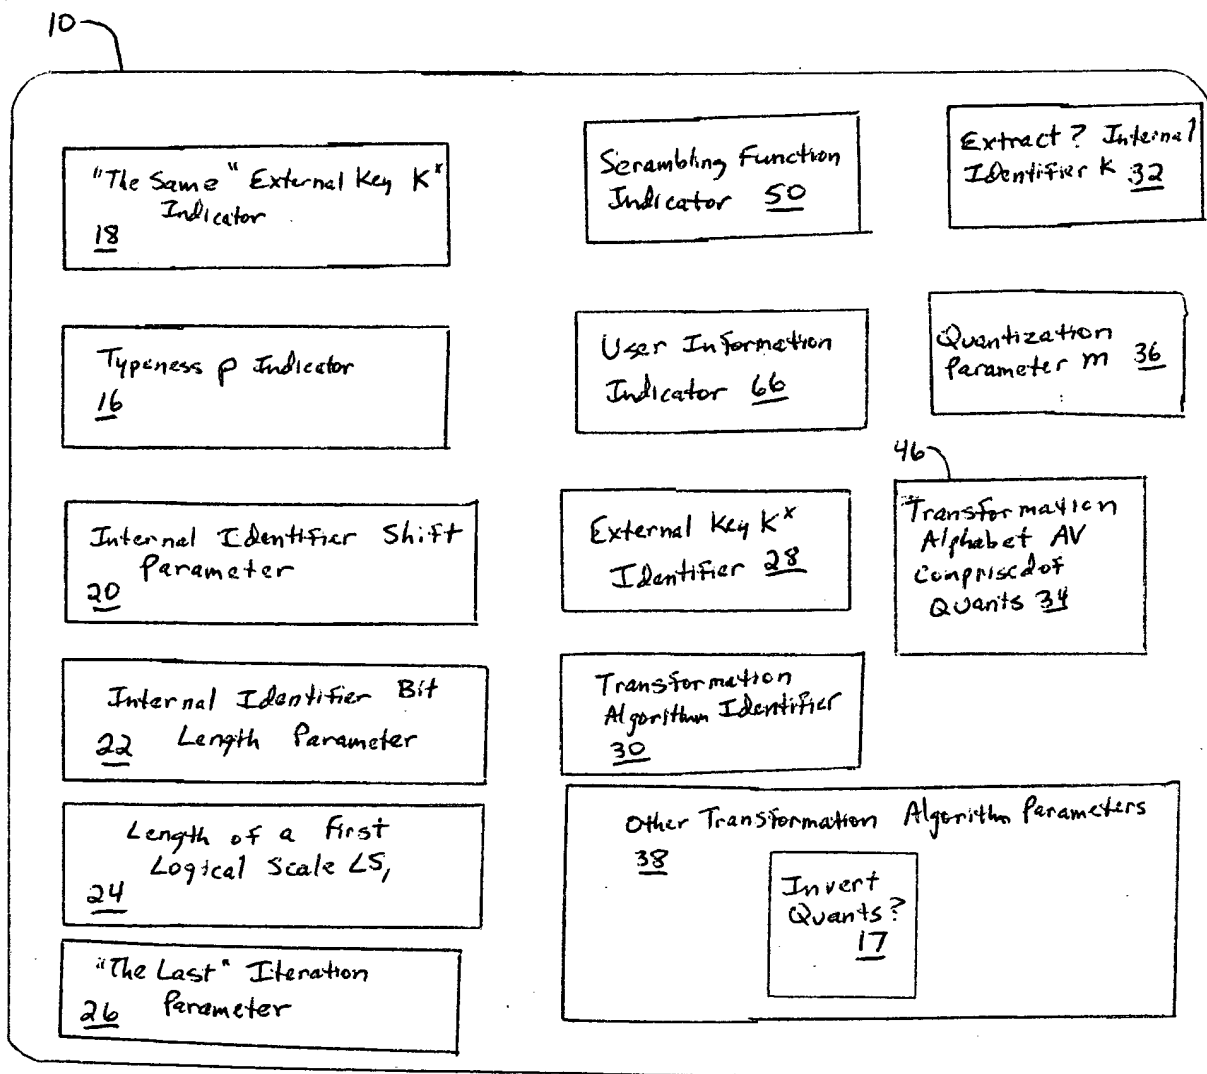 10
"The Same" External Key K^x
Indicator
18
Typeness ρ Indicator
16
Internal Identifier Shift
Parameter
20
Internal Identifier Bit
22 Length Parameter
Length of a First
Logical Scale LS,
24
"The Last" Iteration
26 Parameter
Scrambling Function
Indicator 50
User Information
Indicator 66
External Key K^x
Identifier 28
Transformation
Algorithm Identifier
30
Extract? Internal
Identifier K 32
Quantization
Parameter m 36
46
Transformation
Alphabet AV
Comprised of
Quants 34
Other Transformation Algorithm Parameters
38
Invert
Quants?
17